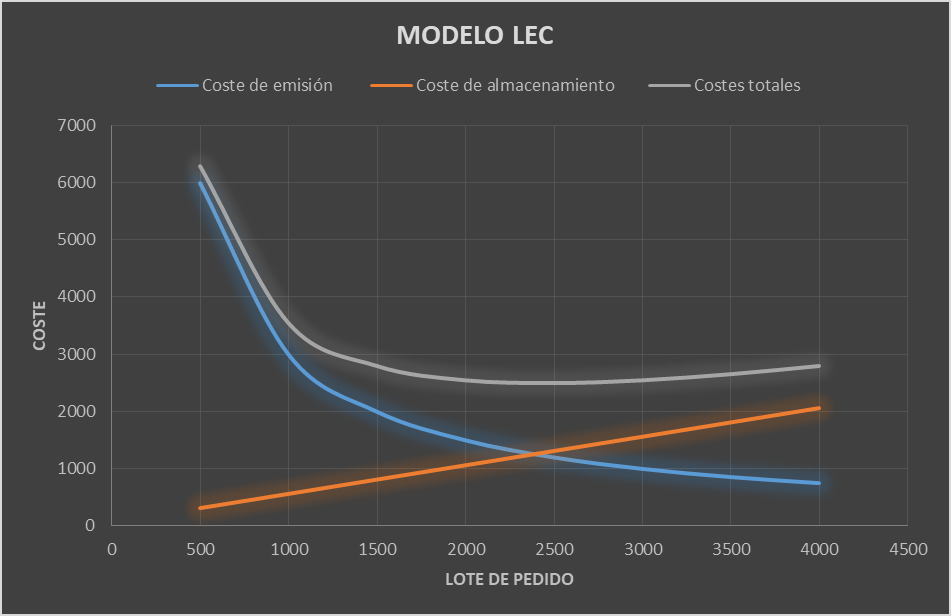 MODELO LEC
Coste de emisión Coste de almacenamiento Costes totales
7000
6000
5000
4000
3000
2000
1000
0
COSTE
0 500 1000 1500 2000 2500 3000 3500 4000 4500
LOTE DE PEDIDO